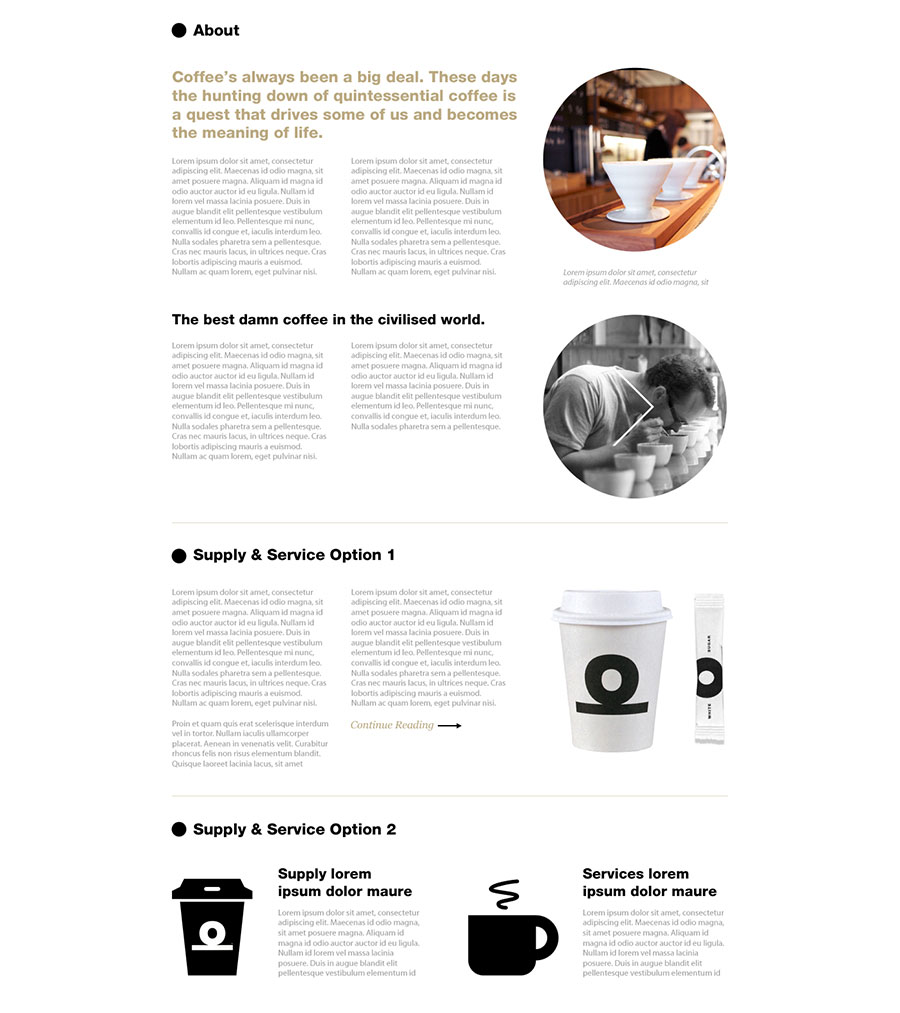 About
Coffee’s always been a big deal. These days
the hunting down of quintessential coffee is
a quest that drives some of us and becomes
the meaning of life.
Lorem ipsum dolor sit amet, consectetur
adipiscing elit. Maecenas id odio magna, sit
amet posuere magna. Aliquam id magna id
odio auctor auctor id eu ligula. Nullam id
lorem vel massa lacinia posuere. Duis in
augue blandit elit pellentesque vestibulum
elementum id leo. Pellentesque mi nunc,
convallis id congue et, iaculis interdum leo.
Nulla sodales pharetra sem a pellentesque.
Cras nec mauris lacus, in ultrices neque. Cras
lobortis adipiscing mauris a euismod.
Nullam ac quam lorem, eget pulvinar nisi.
Lorem ipsum dolor sit amet, consectetur
adipiscing elit. Maecenas id odio magna, sit
amet posuere magna. Aliquam id magna id
odio auctor auctor id eu ligula. Nullam id
lorem vel massa lacinia posuere. Duis in
augue blandit elit pellentesque vestibulum
elementum id leo. Pellentesque mi nunc,
convallis id congue et, iaculis interdum leo.
Nulla sodales pharetra sem a pellentesque.
Cras nec mauris lacus, in ultrices neque. Cras
lobortis adipiscing mauris a euismod.
Nullam ac quam lorem, eget pulvinar nisi.
Lorem ipsum dolor sit amet, consectetur
adipiscing elit. Maecenas id odio magna, sit
The best damn coffee in the civilised world.
Lorem ipsum dolor sit amet, consectetur
adipiscing elit. Maecenas id odio magna, sit
amet posuere magna. Aliquam id magna id
odio auctor auctor id eu ligula. Nullam id
lorem vel massa lacinia posuere. Duis in
augue blandit elit pellentesque vestibulum
elementum id leo. Pellentesque mi nunc,
convallis id congue et, iaculis interdum leo.
Nulla sodales pharetra sem a pellentesque.
Cras nec mauris lacus, in ultrices neque. Cras
lobortis adipiscing mauris a euismod.
Nullam ac quam lorem, eget pulvinar nisi.
Lorem ipsum dolor sit amet, consectetur
adipiscing elit. Maecenas id odio magna, sit
amet posuere magna. Aliquam id magna id
odio auctor auctor id eu ligula. Nullam id
lorem vel massa lacinia posuere. Duis in
augue blandit elit pellentesque vestibulum
elementum id leo. Pellentesque mi nunc,
convallis id congue et, iaculis interdum leo.
Nulla sodales pharetra sem a pellentesque.
Supply & Service Option 1
Lorem ipsum dolor sit amet, consectetur
adipiscing elit. Maecenas id odio magna, sit
amet posuere magna. Aliquam id magna id
odio auctor auctor id eu ligula. Nullam id
lorem vel massa lacinia posuere. Duis in
augue blandit elit pellentesque vestibulum
elementum id leo. Pellentesque mi nunc,
convallis id congue et, iaculis interdum leo.
Nulla sodales pharetra sem a pellentesque.
Cras nec mauris lacus, in ultrices neque. Cras
lobortis adipiscing mauris a euismod.
Nullam ac quam lorem, eget pulvinar nisi.
Proin et quam quis erat scelerisque interdum
vel in tortor. Nullam iaculis ullamcorper
placerat. Aenean in venenatis velit. Curabitur
rhoncus felis non risus elementum blandit.
Quisque laoreet lacinia lacus, sit amet
Lorem ipsum dolor sit amet, consectetur
adipiscing elit. Maecenas id odio magna, sit
amet posuere magna. Aliquam id magna id
odio auctor auctor id eu ligula. Nullam id
lorem vel massa lacinia posuere. Duis in
augue blandit elit pellentesque vestibulum
elementum id leo. Pellentesque mi nunc,
convallis id congue et, iaculis interdum leo.
Nulla sodales pharetra sem a pellentesque.
Cras nec mauris lacus, in ultrices neque. Cras
lobortis adipiscing mauris a euismod.
Nullam ac quam lorem, eget pulvinar nisi.
Continue Reading
WHITE SUGAR
Supply & Service Option 2
Supply lorem
ipsum dolor maure
Lorem ipsum dolor sit amet, consectetur
adipiscing elit. Maecenas id odio magna,
sit amet posuere magna. Aliquam id
magna id odio auctor auctor id eu ligula.
Nullam id lorem vel massa lacinia
posuere. Duis in augue blandit elit
pellentesque vestibulum elementum id
Services lorem
ipsum dolor maure
Lorem ipsum dolor sit amet, consectetur
adipiscing elit. Maecenas id odio magna,
sit amet posuere magna. Aliquam id
magna id odio auctor auctor id eu ligula.
Nullam id lorem vel massa lacinia
posuere. Duis in augue blandit elit
pellentesque vestibulum elementum id